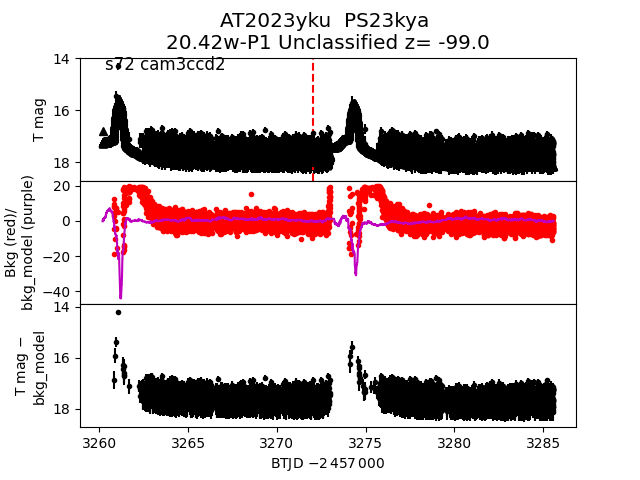 AT2023yku  PS23kya
20.42w-P1 Unclassified z= -99.0
s72 cam3ccd2
14
16
18
T mag
20
0
−20
−40
Bkg (red)/
bkg_model (purple)
14
16
18
T mag −
bkg_model
3260
3265
3270
3275
3280
3285
BTJD −2 457 000